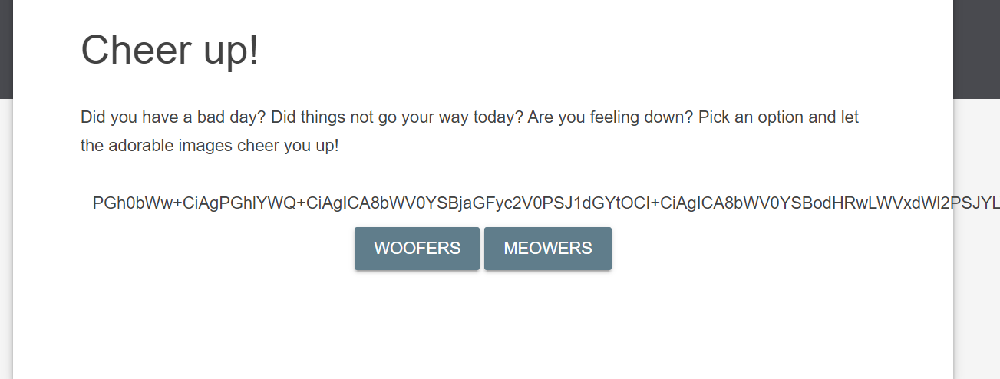 Cheer up!
Did you have a bad day? Did things not go your way today? Are you feeling down? Pick an option and let
the adorable images cheer you up!
PGh0bWw+CiAgPGhlYWQ+CiAgICA8bWV0YSBjaGFyc2V0PSJ1dGYtOCI+CiAgICA8bWV0YSBodHRwLWVxdWl2PSJYL
WOOFERS MEOWERS